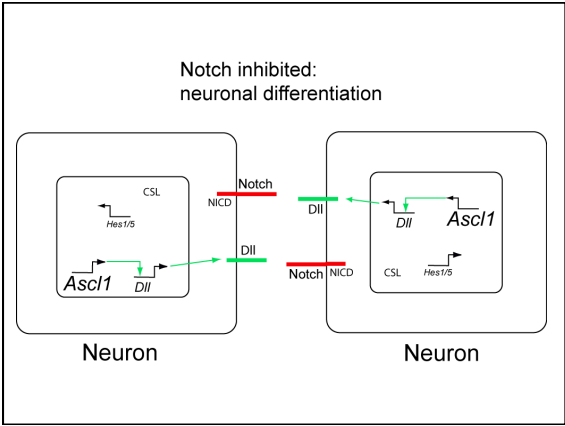 Notch inhibited:
neuronal differentiation
CSL
Hes1/5
Ascl1
Dll
NICD
Notch
Dll
Neuron
Dll
Notch
NICD
Dll
Ascl1
CSL
Hes1/5
Neuron